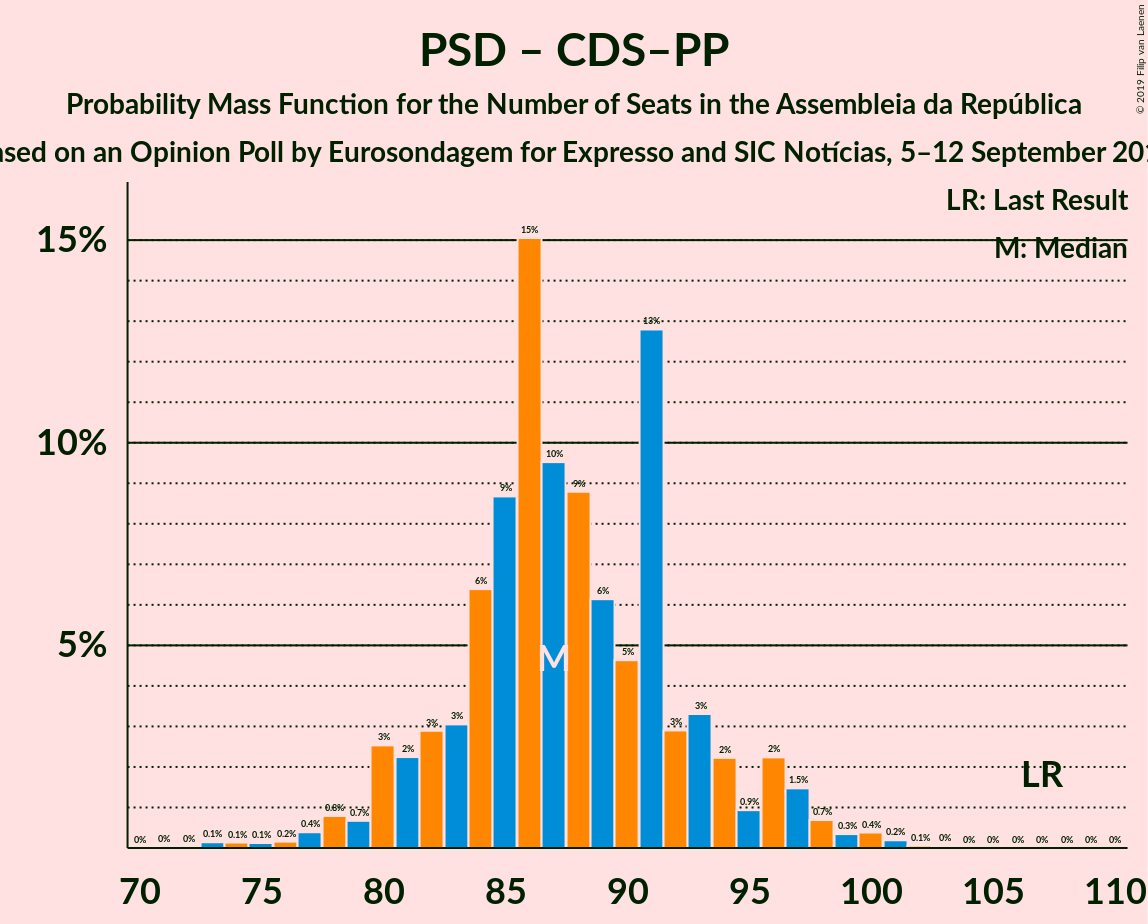 PSD – CDS–PP
© 2019 Filip van Laenen
Probability Mass Function for the Number of Seats in the Assembleia da República
on an Opinion Poll by Eurosondagem for Expresso and SIC Notícias, 5–12 September
LR: Last Result
M: Median
15%
10%
5%
0% 0% 0% 0.1% 0.1% 0.1% 0.2% 0.4% 0.8% 0.7% 3% 2% 3% 3% 6% 9% 15% 10% 9% 6% 5% 13% 3% 3% 2% 0.9% 2% 1.5% 0.7% 0.3% 0.4% 0.2% 0.1% 0% 0% 0% 0% 0% 0% 0% 0%
M
LR
70 75 80 85 90 95 100 105 110